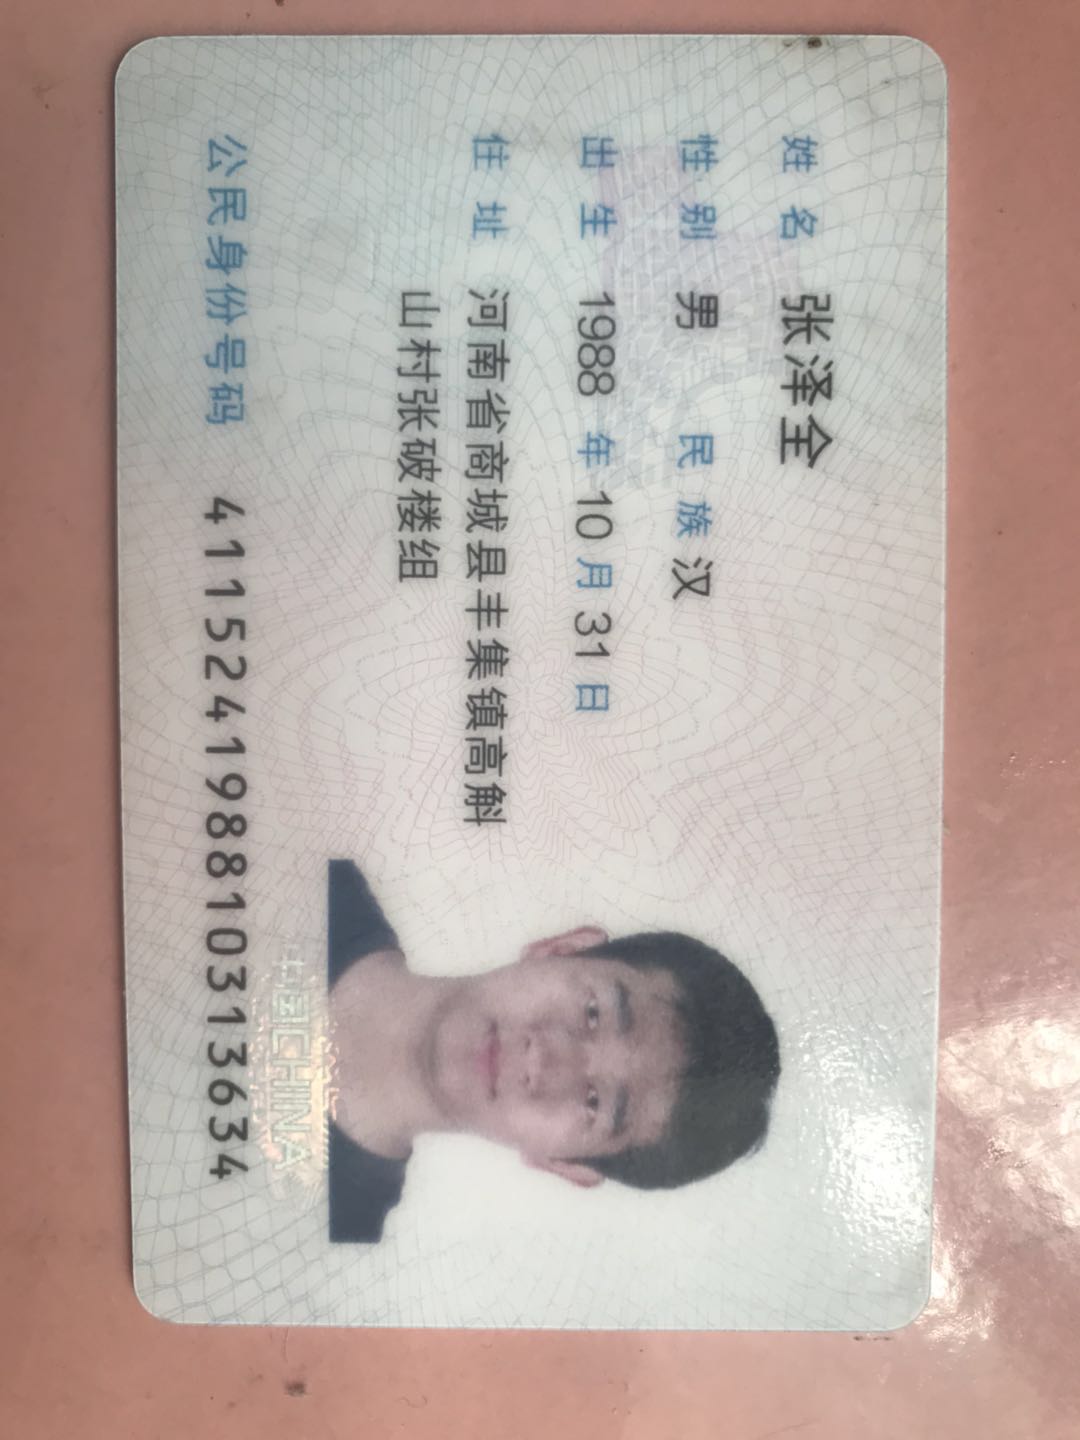 姓名 张泽全
性别 男 民族 汉
出生 1988 年 10 月 31 日
住址 河南省商城县丰集镇高斛
山村张破楼组
公民身份号码 411524198810313634
中国CHINA